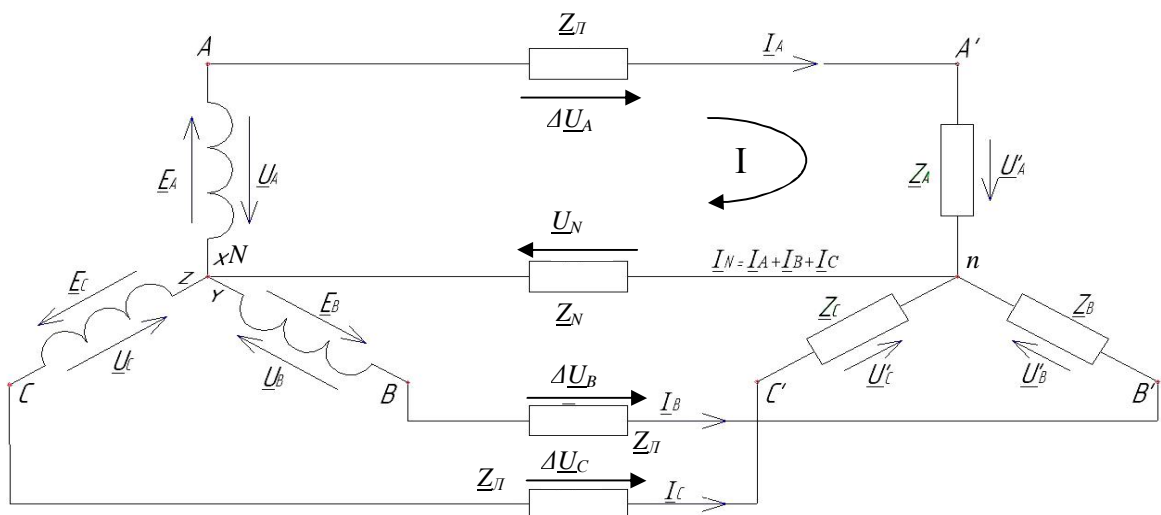 Z_Л
A
I_A
A'
ΔU_A
E_A
U_A
I
Z_A
U'_A
U_N
x N
I_N = I_A + I_B + I_C
n
Z
Y
E_C
E_B
Z_N
Z_C
Z_B
U_C
U_B
U'_C
U'_B
C
B
ΔU_B
I_B
C'
B'
Z_Л
ΔU_C
Z_Л
I_C